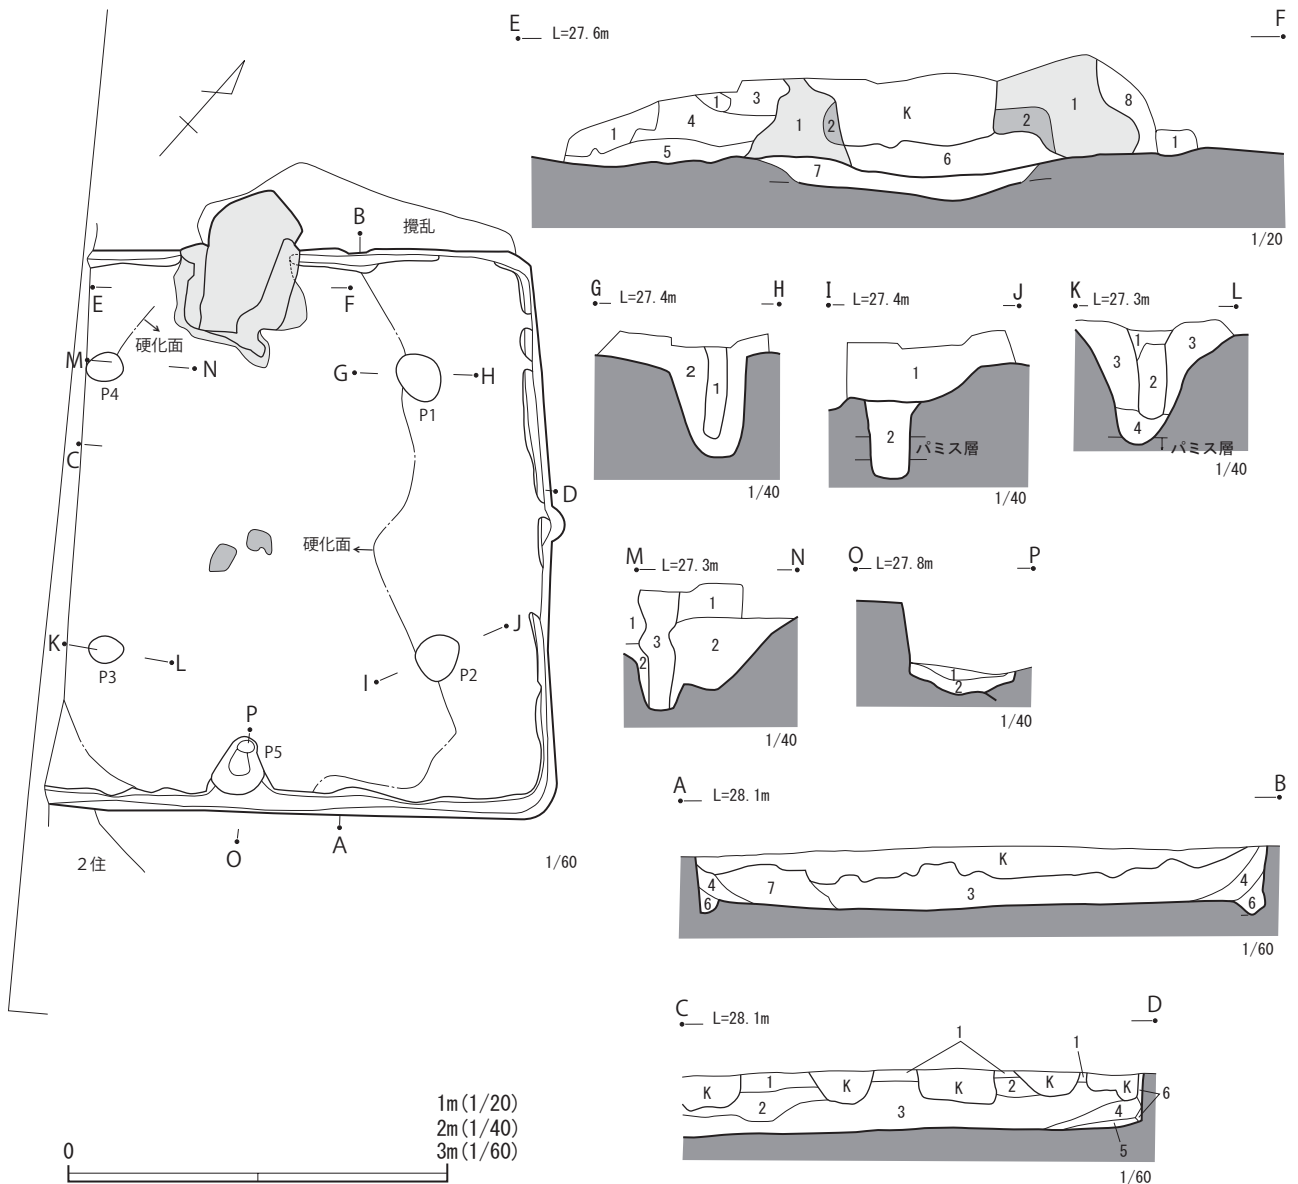 E L=27.6m F
1 3 4 1 5 1 2 K 7 6 2 1 8 1
1/20
B 攪乱
E F
硬化面
M N G H
P4 P1
C
D
硬化面
K L J
P3 I P2
P
P5
A
O
2住
1/60
G L=27.4m H
2 1
1/40
I L=27.4m J
1
2 パミス層
1/40
K L=27.3m L
1 3 3 2 4
パミス層
1/40
M L=27.3m N
1 1 3 2 2
1/40
O L=27.8m P
1
2
1/40
A L=28.1m B
K
4 7 3 4
6 6
1/60
C L=28.1m D
1 1
K 1 K K 2 K K 6
2 3 4
5
1/60
1m(1/20)
2m(1/40)
0 3m(1/60)